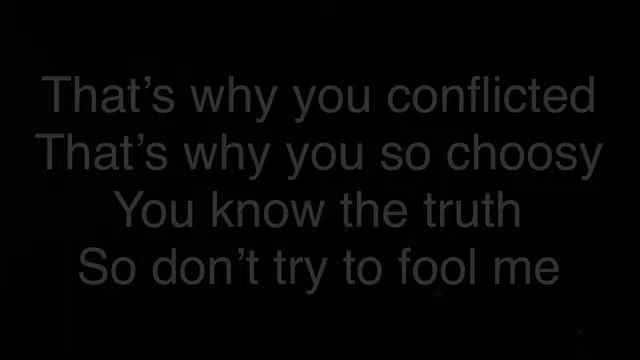 That’s why you conflicted
That’s why you so choosy
You know the truth
So don’t try to fool me